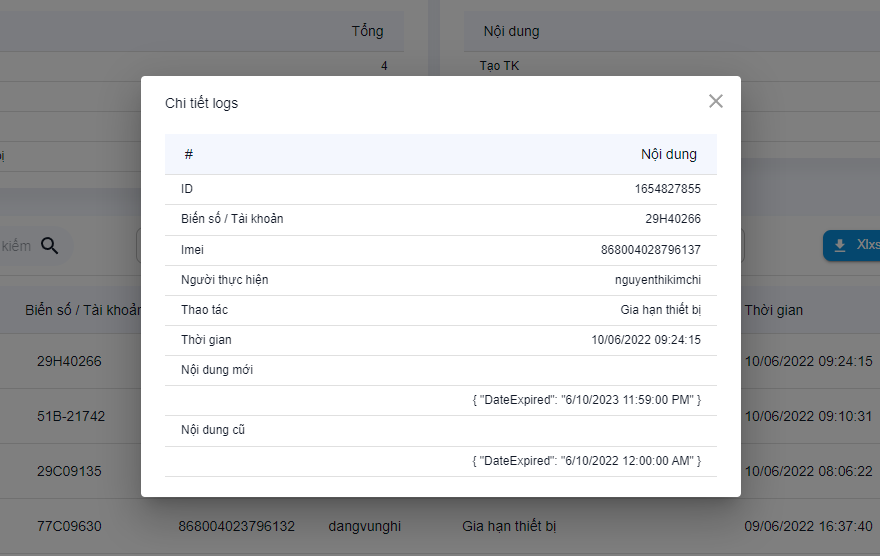 Tổng
Nội dung
4
Tạo TK
Chi tiết logs
# Nội dung
ID 1654827855
Biển số / Tài khoản 29H40266
Imei 868004028796137
Người thực hiện nguyenthikimchi
Thao tác Gia hạn thiết bị
Thời gian 10/06/2022 09:24:15
Nội dung mới
{ "DateExpired": "6/10/2023 11:59:00 PM" }
Nội dung cũ
{ "DateExpired": "6/10/2022 12:00:00 AM" }
kiếm
Xlxs
Biển số / Tài khoản
Thời gian
29H40266 10/06/2022 09:24:15
51B-21742 10/06/2022 09:10:31
29C09135 10/06/2022 08:06:22
77C09630 868004023796132 dangvunghi Gia hạn thiết bị 09/06/2022 16:37:40